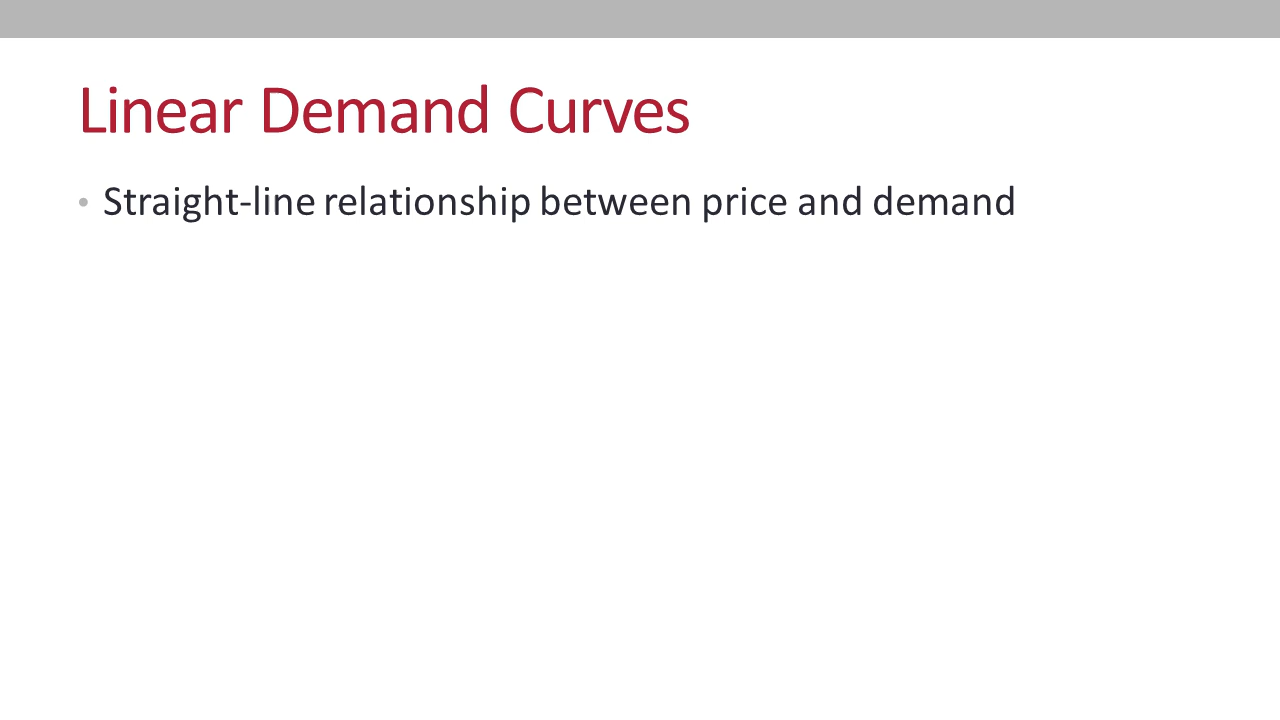 Linear Demand Curves
• Straight-line relationship between price and demand